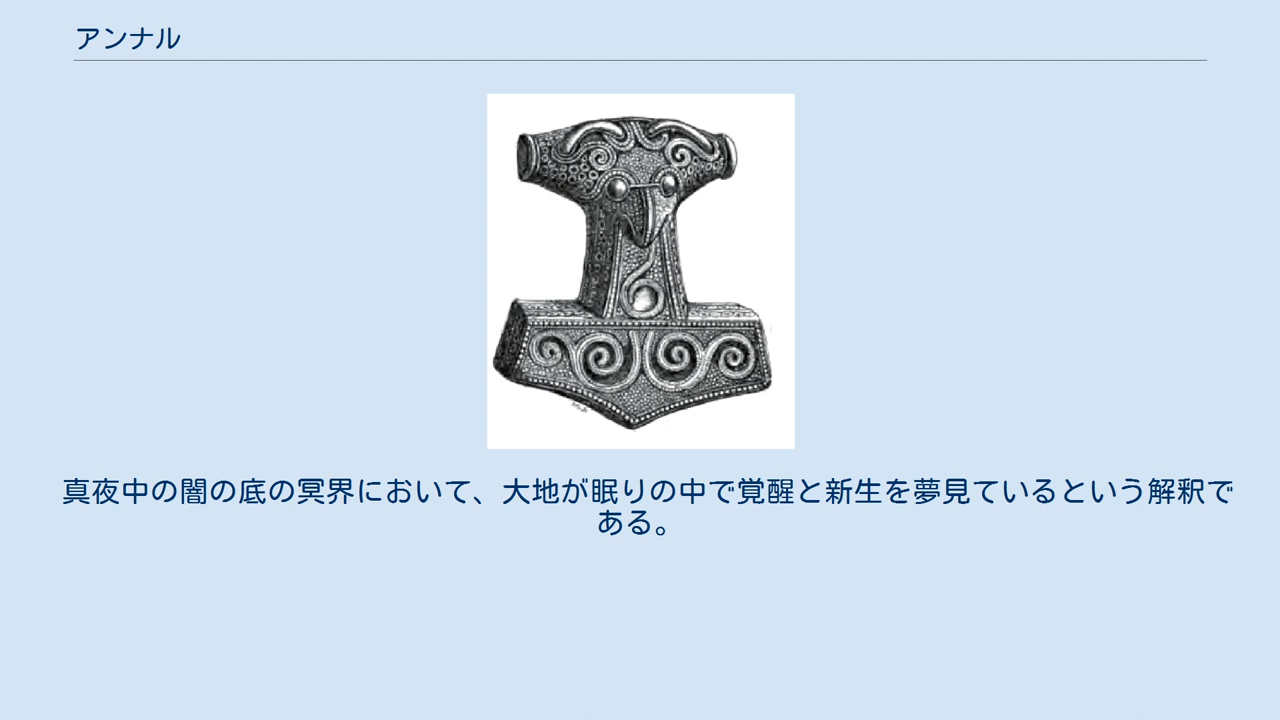 アンナル
真夜中の闇の底の冥界において、大地が眠りの中で覚醒と新生を夢見ているという解釈で
ある。